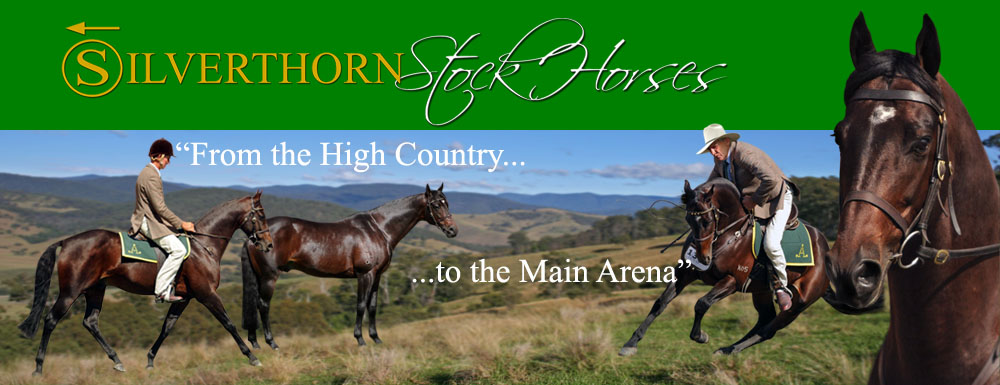 SILVERTHORN Stock Horses
“From the High Country...
...to the Main Arena”
A
A